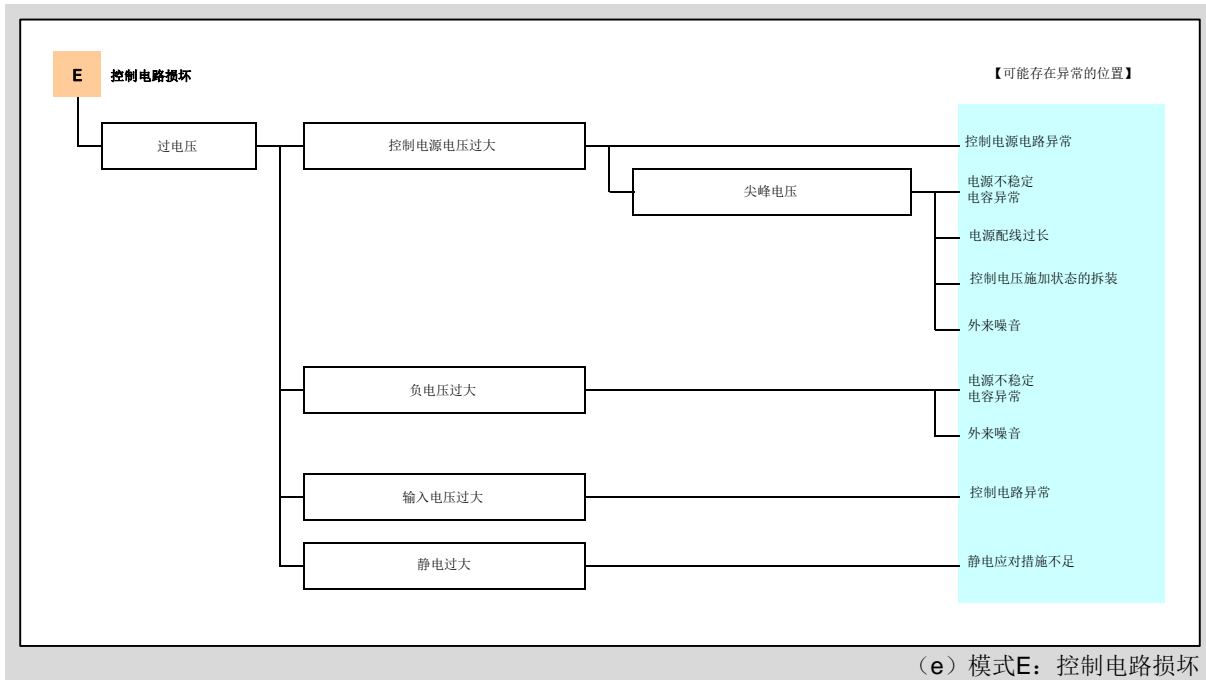 E 控制电路损坏
【可能存在异常的位置】
过电压
控制电源电压过大
控制电源电路异常
尖峰电压
电源不稳定
电容异常
电源配线过长
控制电压施加状态的拆装
外来噪音
负电压过大
电源不稳定
电容异常
外来噪音
输入电压过大
控制电路异常
静电过大
静电应对措施不足
（e）模式E：控制电路损坏